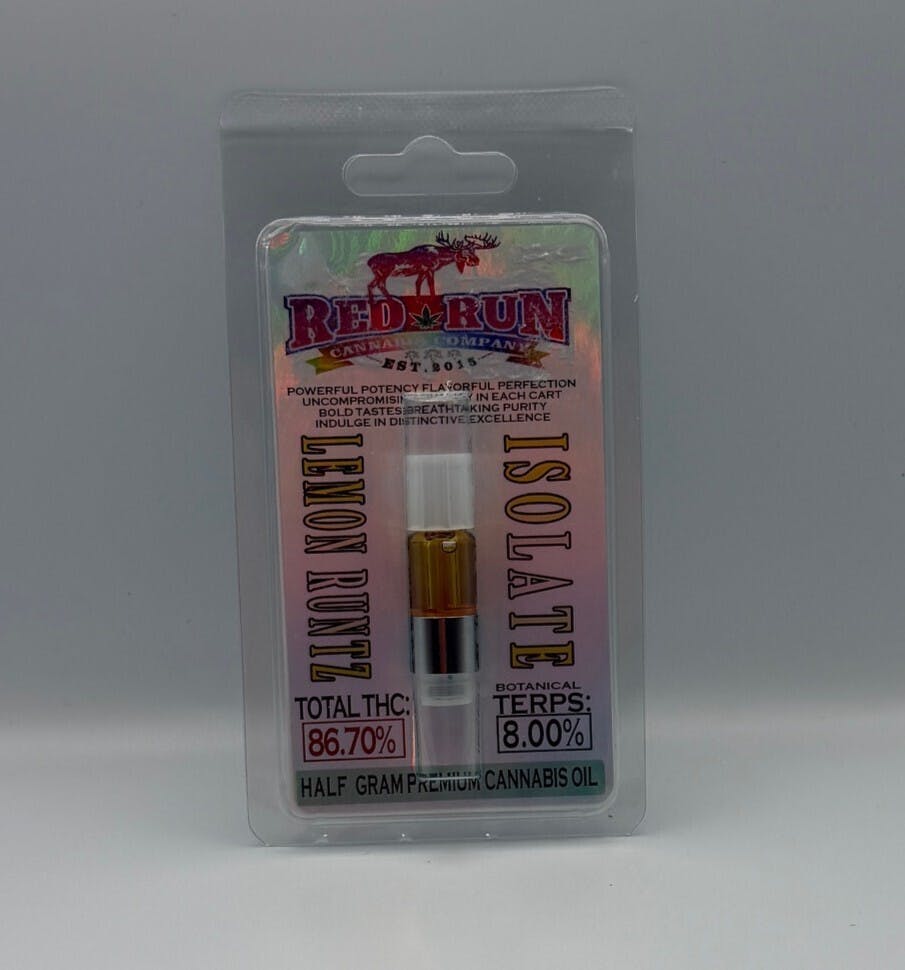 RED RUN
CANNABIS COMPANY
EST. 2015
POWERFUL POTENCY FLAVORFUL PERFECTION
UNCOMPROMISING IN EACH CART
BOLD TASTES BREATHTAKING PURITY
INDULGE IN DISTINCTIVE EXCELLENCE
LEMON RUNTZ
ISOLATE
TOTAL THC:
86.70%
BOTANICAL
TERPS:
8.00%
HALF GRAM PREMIUM CANNABIS OIL